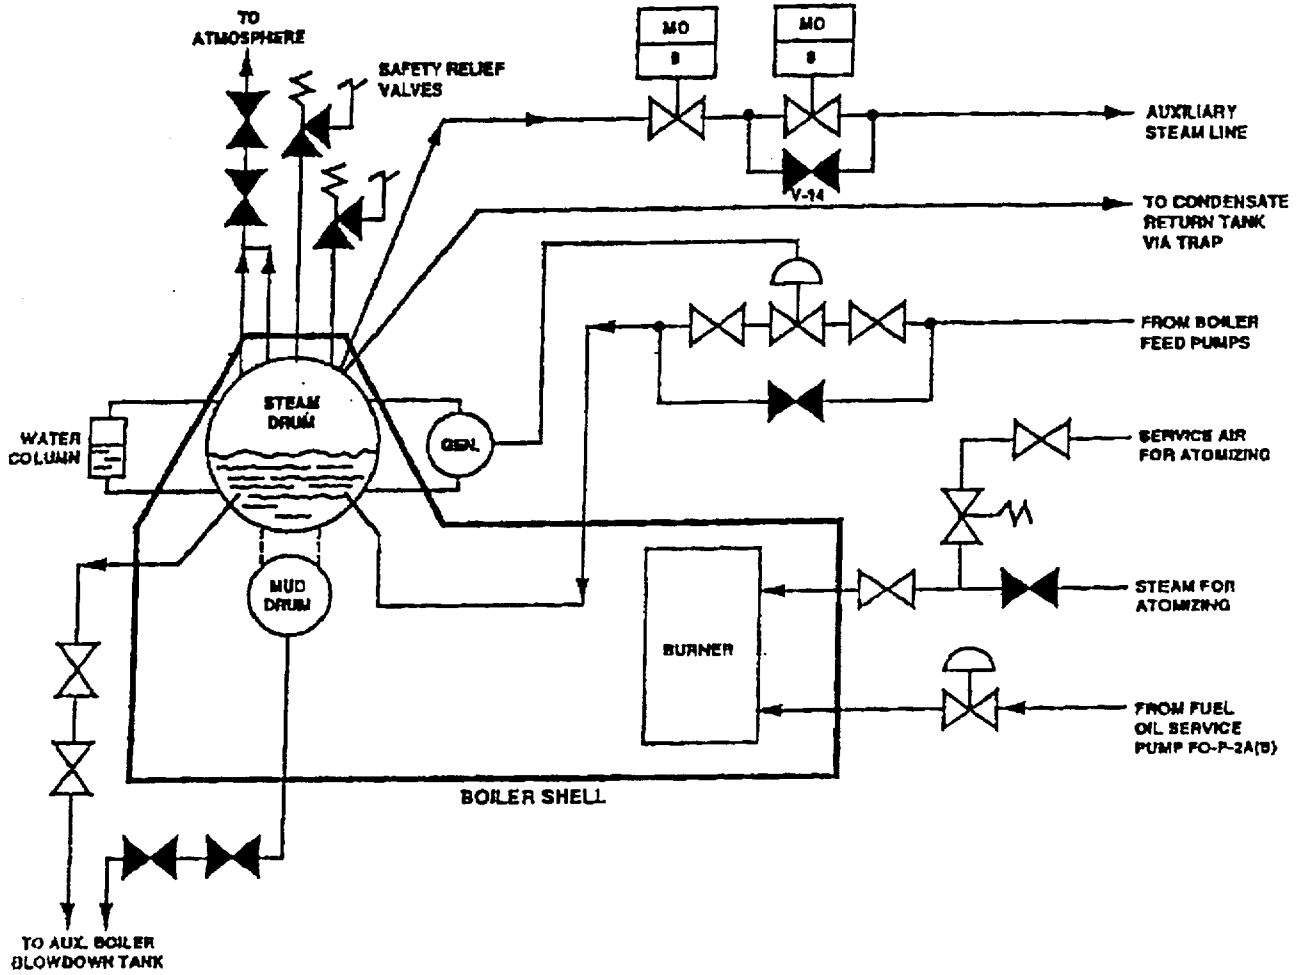 TO
ATMOSPHERE
SAFETY RELIEF
VALVES
MO
MO
AUXILIARY
STEAM LINE
V-14
TO CONDENSATE
RETURN TANK
VIA TRAP
FROM BOILER
FEED PUMPS
STEAM
DRUM
WATER
COLUMN
GEN.
SERVICE AIR
FOR ATOMIZING
MUD
DRUM
STEAM FOR
ATOMIZING
BURNER
FROM FUEL
OIL SERVICE
PUMP FO-P-2A(B)
BOILER SHELL
TO AUX. BOILER
BLOWDOWN TANK